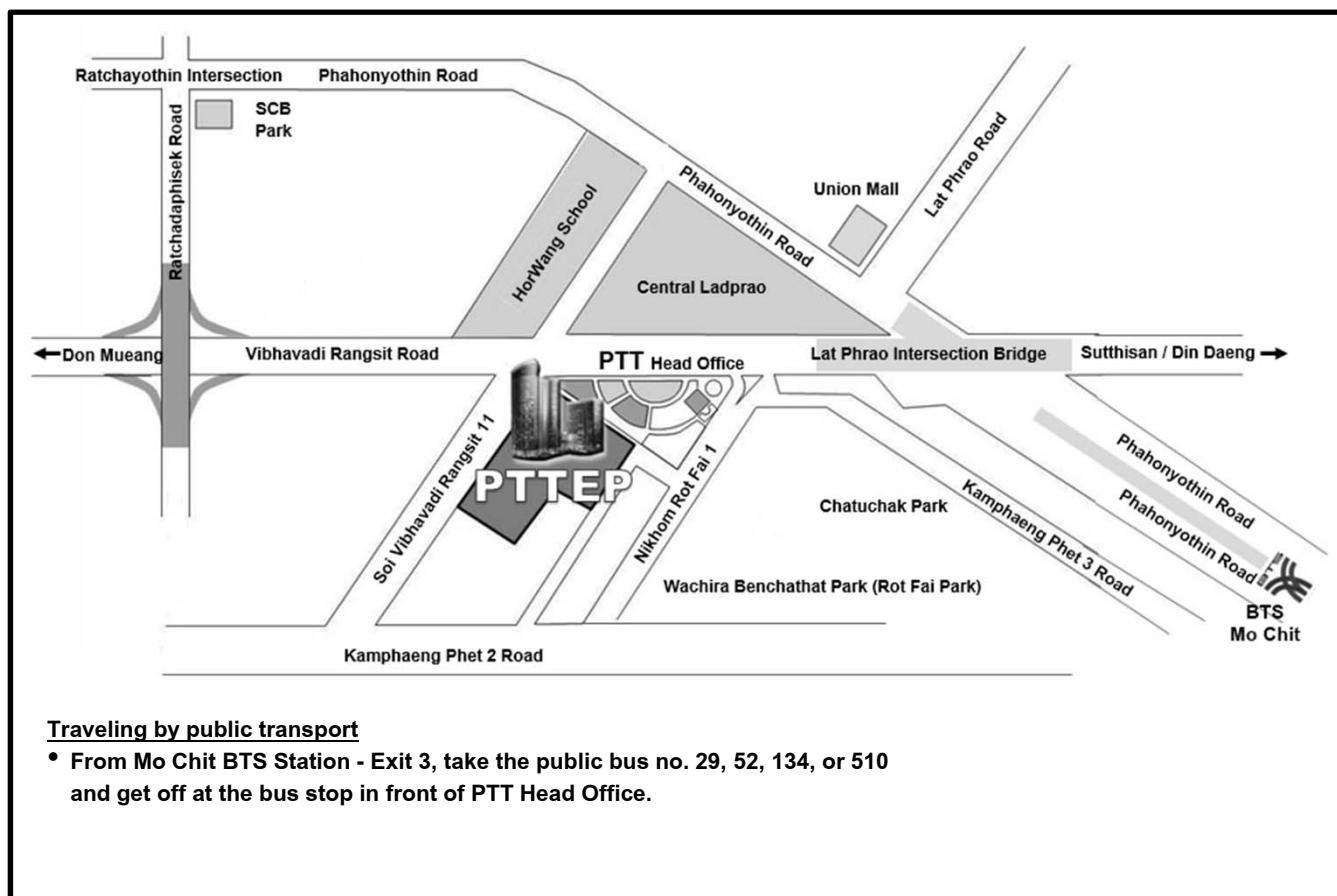 Ratchayothin Intersection
Phahonyothin Road
Ratchadaphisek Road
SCB
Park
HorWang School
Phahonyothin Road
Union Mall
Lat Phrao Road
Central Ladprao
Don Mueang
Vibhavadi Rangsit Road
PTT Head Office
Lat Phrao Intersection Bridge
Sutthisan / Din Daeng
PTTEP
Soi Vibhavadi Rangsit 11
Nikhom Rot Fai 1
Chatuchak Park
Kamphaeng Phet 3 Road
Phahonyothin Road
Phahonyothin Road
Wachira Benchathat Park (Rot Fai Park)
BTS
BTS
Mo Chit
Kamphaeng Phet 2 Road
Traveling by public transport
• From Mo Chit BTS Station - Exit 3, take the public bus no. 29, 52, 134, or 510
and get off at the bus stop in front of PTT Head Office.